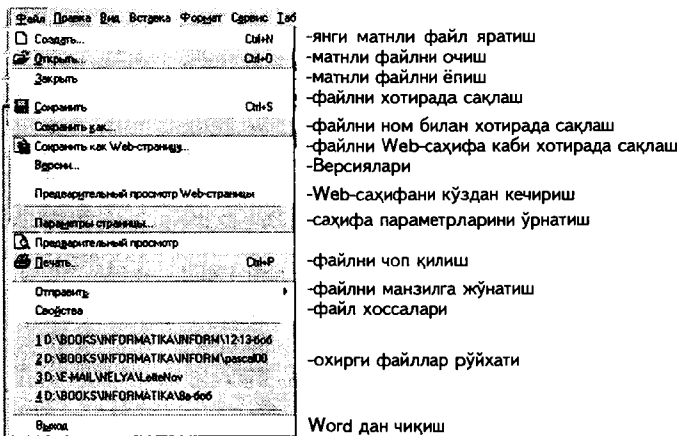 Файл Правка Вид Вставка Формат Сервис Таб
Создать... Ctrl+N -янги матнли файл яратиш
Открыть... Ctrl+O -матнли файлни очиш
Закрыть -матнли файлни ёпиш
Сохранить Ctrl+S -файлни хотирада сақлаш
Сохранить как... -файлни ном билан хотирада сақлаш
Сохранить как Web-страницу... -файлни Web-саҳифа каби хотирада сақлаш
Версии... -Версиялари
Предварительный просмотр Web-страницы -Web-саҳифани кўздан кечириш
Параметры страницы... -саҳифа параметрларини ўрнатиш
Предварительный просмотр
Печать... Ctrl+P -файлни чоп қилиш
Отправить -файлни манзилга жўнатиш
Свойства -файл хоссалари
1 D:\BOOKS\INFORMATIKA\INFORM\12-13-боб
2 D:\BOOKS\INFORMATIKA\INFORM\pascal00 -охирги файллар рўйхати
3 D:\E-MAIL\NELYA\LetteNov
4 D:\BOOKS\INFORMATIKA\8a-боб
Выход Word дан чиқиш